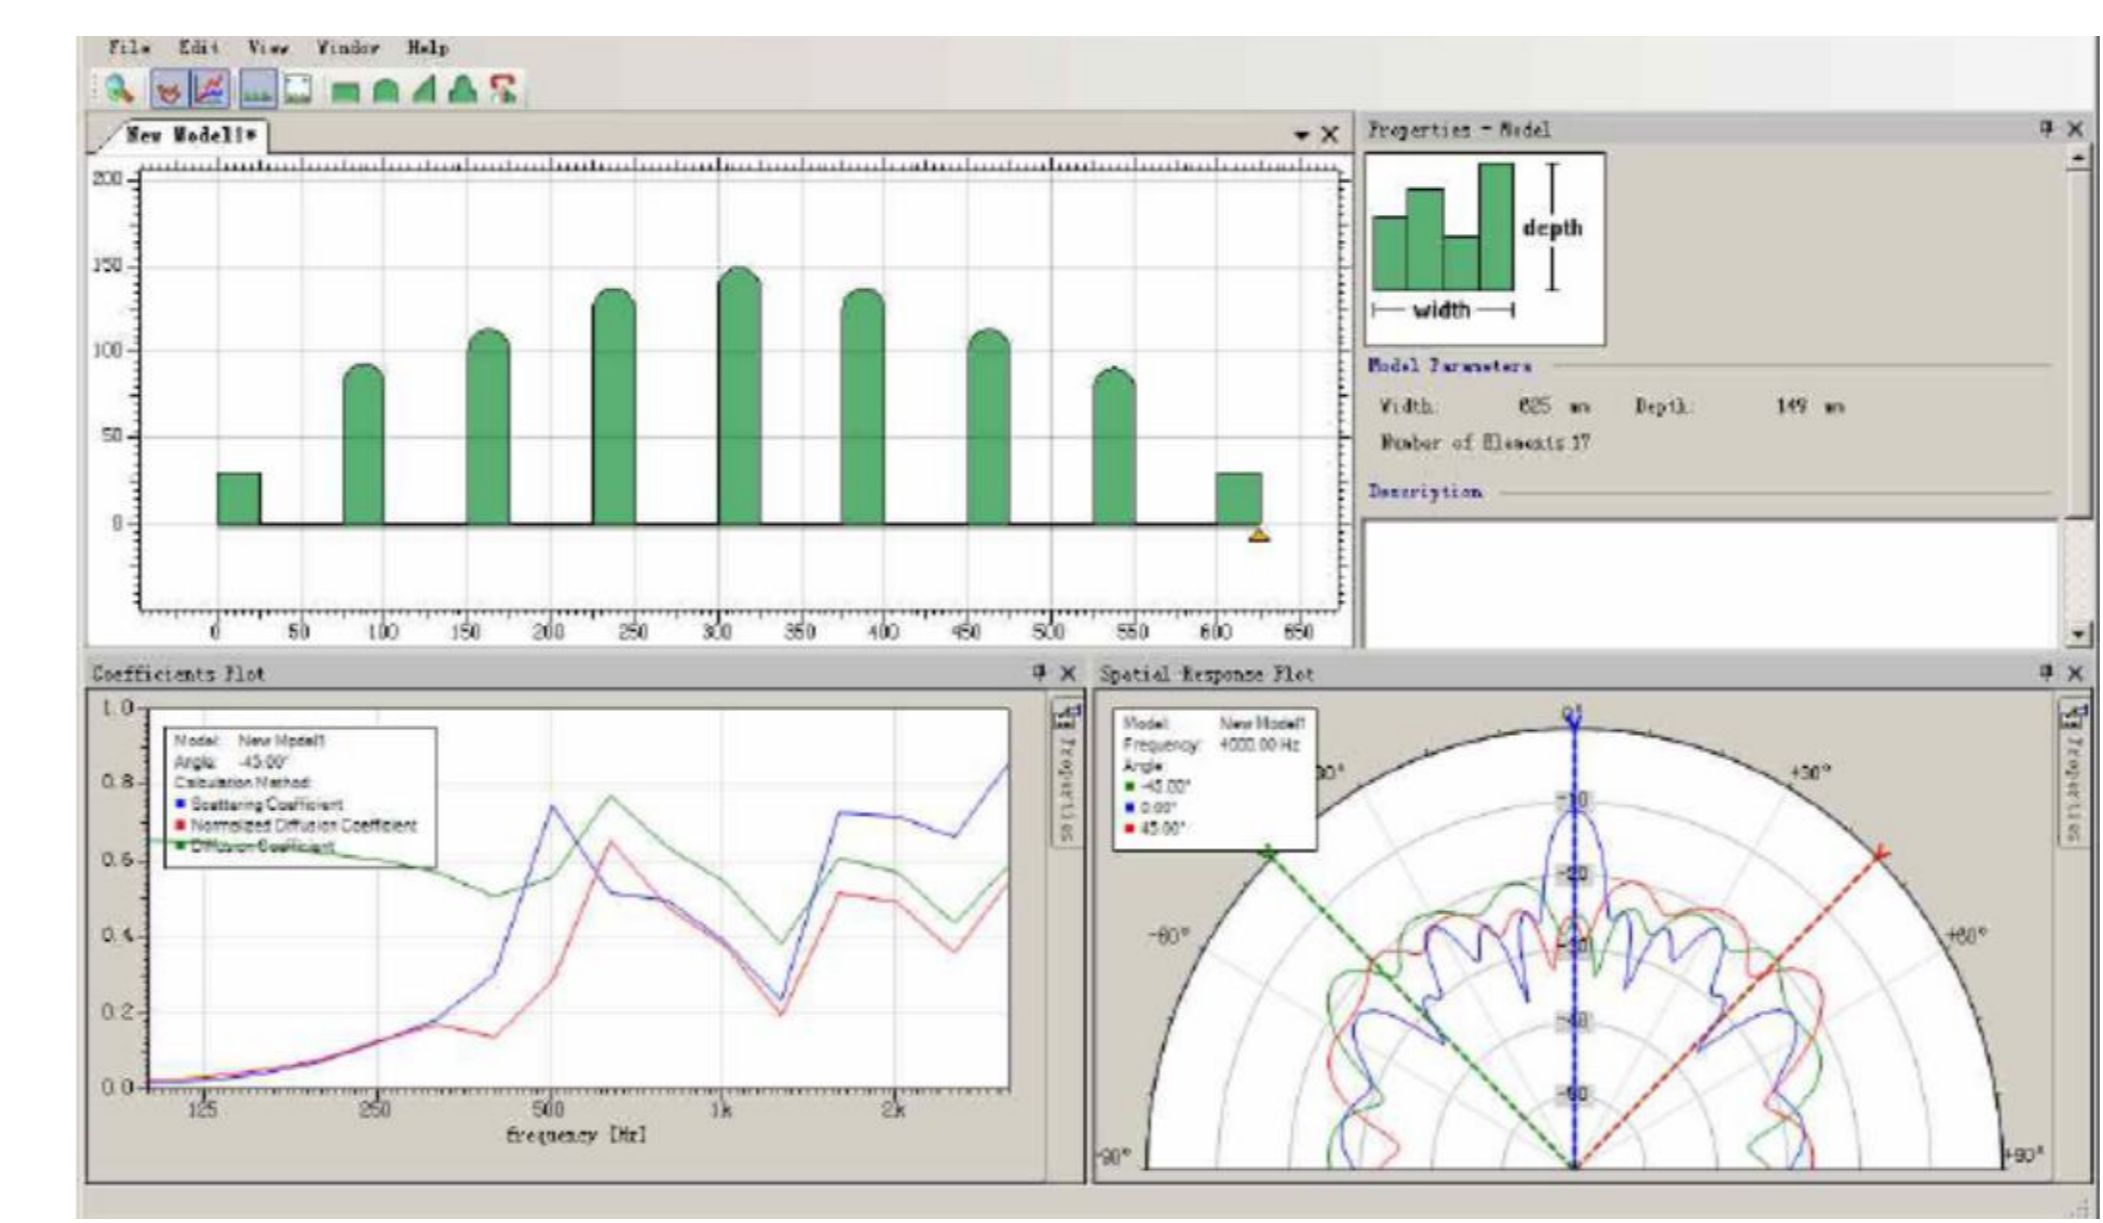 File Edit View Window Help
New Model1*
Properties - Model
200
150
100
50
0
0 50 100 150 200 250 300 350 400 450 500 550 600 650
depth
width
Model Parameters
Width: 625 mm Depth: 149 mm
Number of Elements 17
Description
Coefficients Plot
1.0
0.8
0.6
0.4
0.2
0.0
Model: New Model1
Angle: -45.00°
Calculation Method:
Scattering Coefficient
Normalized Diffusion Coefficient
Diffusion Coefficient
125 250 500 1k 2k
frequency [Hz]
Properties
Spatial Response Plot
Model: New Model1
Frequency: 4000.00 Hz
Angle:
-45.00°
0.00°
45.00°
0°
30°
+30°
-60°
+60°
-90°
+90°
-10
-20
-30
-40
Properties